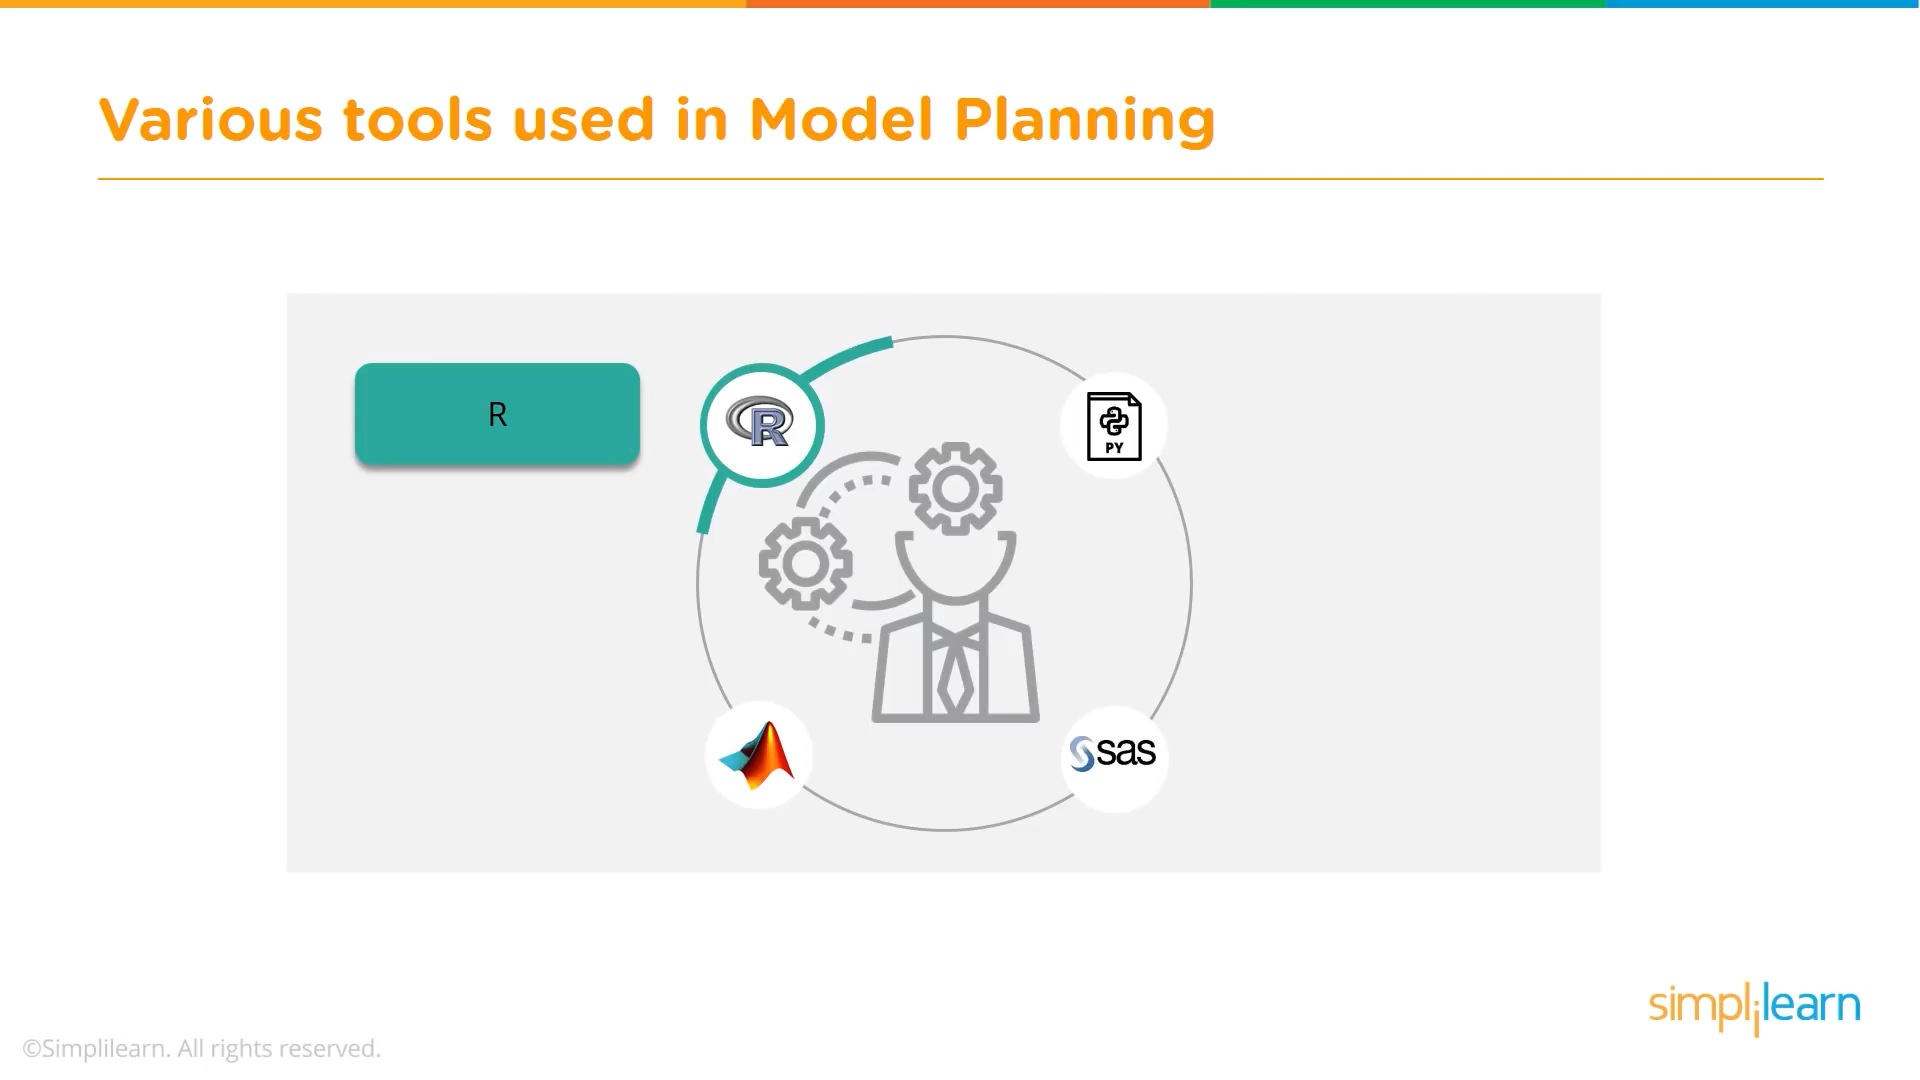 Various tools used in Model Planning
R
R
PY
sas
simplilearn
©Simplilearn. All rights reserved.